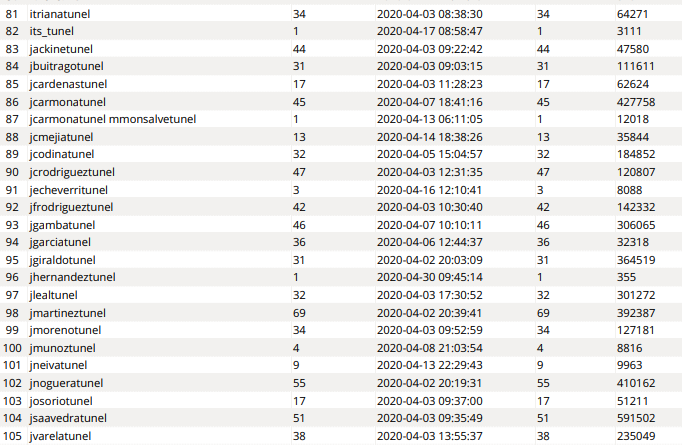 81 itrianatunel 34 2020-04-03 08:38:30 34 64271
82 its_tunel 1 2020-04-17 08:58:47 1 3111
83 jackinetunel 44 2020-04-03 09:22:42 44 47580
84 jbuitragotunel 31 2020-04-03 09:03:15 31 111611
85 jcardenastunel 17 2020-04-03 11:28:23 17 62624
86 jcarmonatunel 45 2020-04-07 18:41:16 45 427758
87 jcarmonatunel mmonsalvetunel 1 2020-04-13 06:11:05 1 12018
88 jcmejiatunel 13 2020-04-14 18:38:26 13 35844
89 jcodinatunel 32 2020-04-05 15:04:57 32 184852
90 jcrodrigueztunel 47 2020-04-03 12:31:35 47 120807
91 jecheverritunel 3 2020-04-16 12:10:41 3 8088
92 jfrodrigueztunel 42 2020-04-03 10:30:40 42 142332
93 jgambatunel 46 2020-04-07 10:10:11 46 306065
94 jgarciatunel 36 2020-04-06 12:44:37 36 32318
95 jgiraldotunel 31 2020-04-02 20:03:09 31 364519
96 jhernandeztunel 1 2020-04-30 09:45:14 1 355
97 jlealtunel 32 2020-04-03 17:30:52 32 301272
98 jmartineztunel 69 2020-04-02 20:39:41 69 392387
99 jmorenotunel 34 2020-04-03 09:52:59 34 127181
100 jmunoztunel 4 2020-04-08 21:03:54 4 8816
101 jneivatunel 9 2020-04-13 22:29:43 9 9963
102 jnogueratunel 55 2020-04-02 20:19:31 55 410162
103 josoriotunel 17 2020-04-03 09:37:00 17 51211
104 jsaavedratunel 51 2020-04-03 09:35:49 51 591502
105 jvarelatunel 38 2020-04-03 13:55:37 38 235049